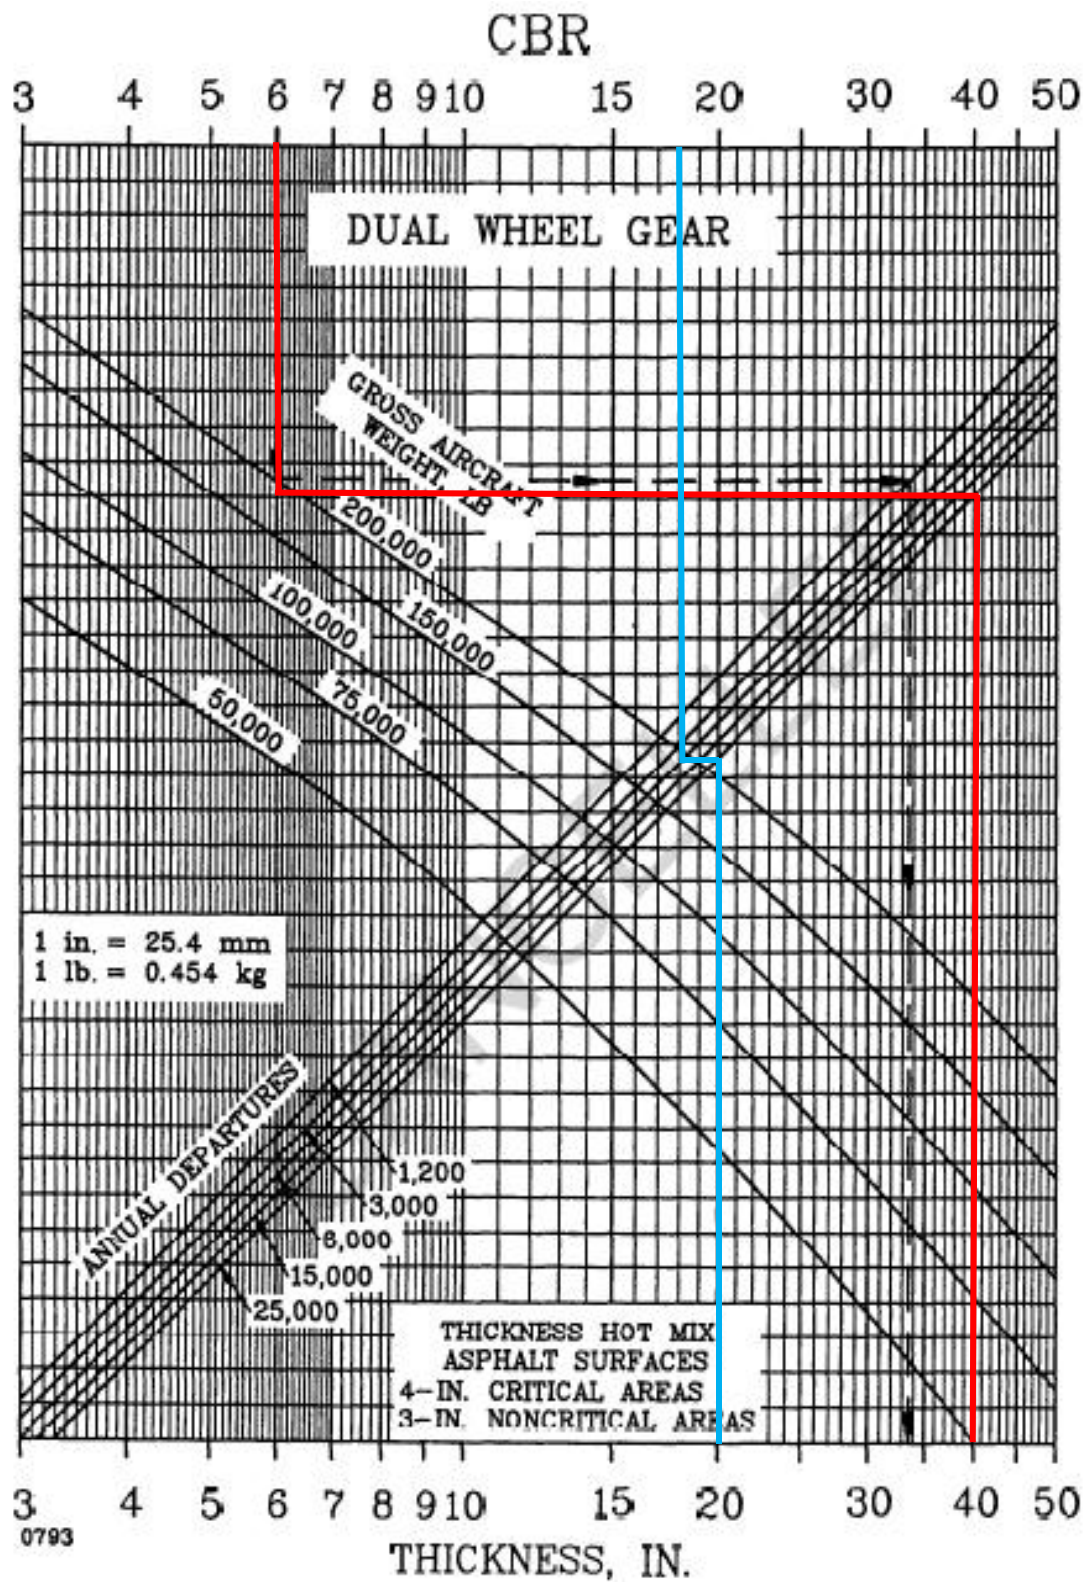 CBR
3 4 5 6 7 8 9 10 15 20 30 40 50
DUAL WHEEL GEAR
GROSS AIRCRAFT
WEIGHT, LB
200,000
150,000
100,000
75,000
50,000
1 in. = 25.4 mm
1 lb. = 0.454 kg
ANNUAL DEPARTURES
1,200
3,000
6,000
15,000
25,000
THICKNESS HOT MIX
ASPHALT SURFACES
4-IN. CRITICAL AREAS
3-IN. NONCRITICAL AREAS
3 4 5 6 7 8 9 10 15 20 30 40 50
0793
THICKNESS, IN.